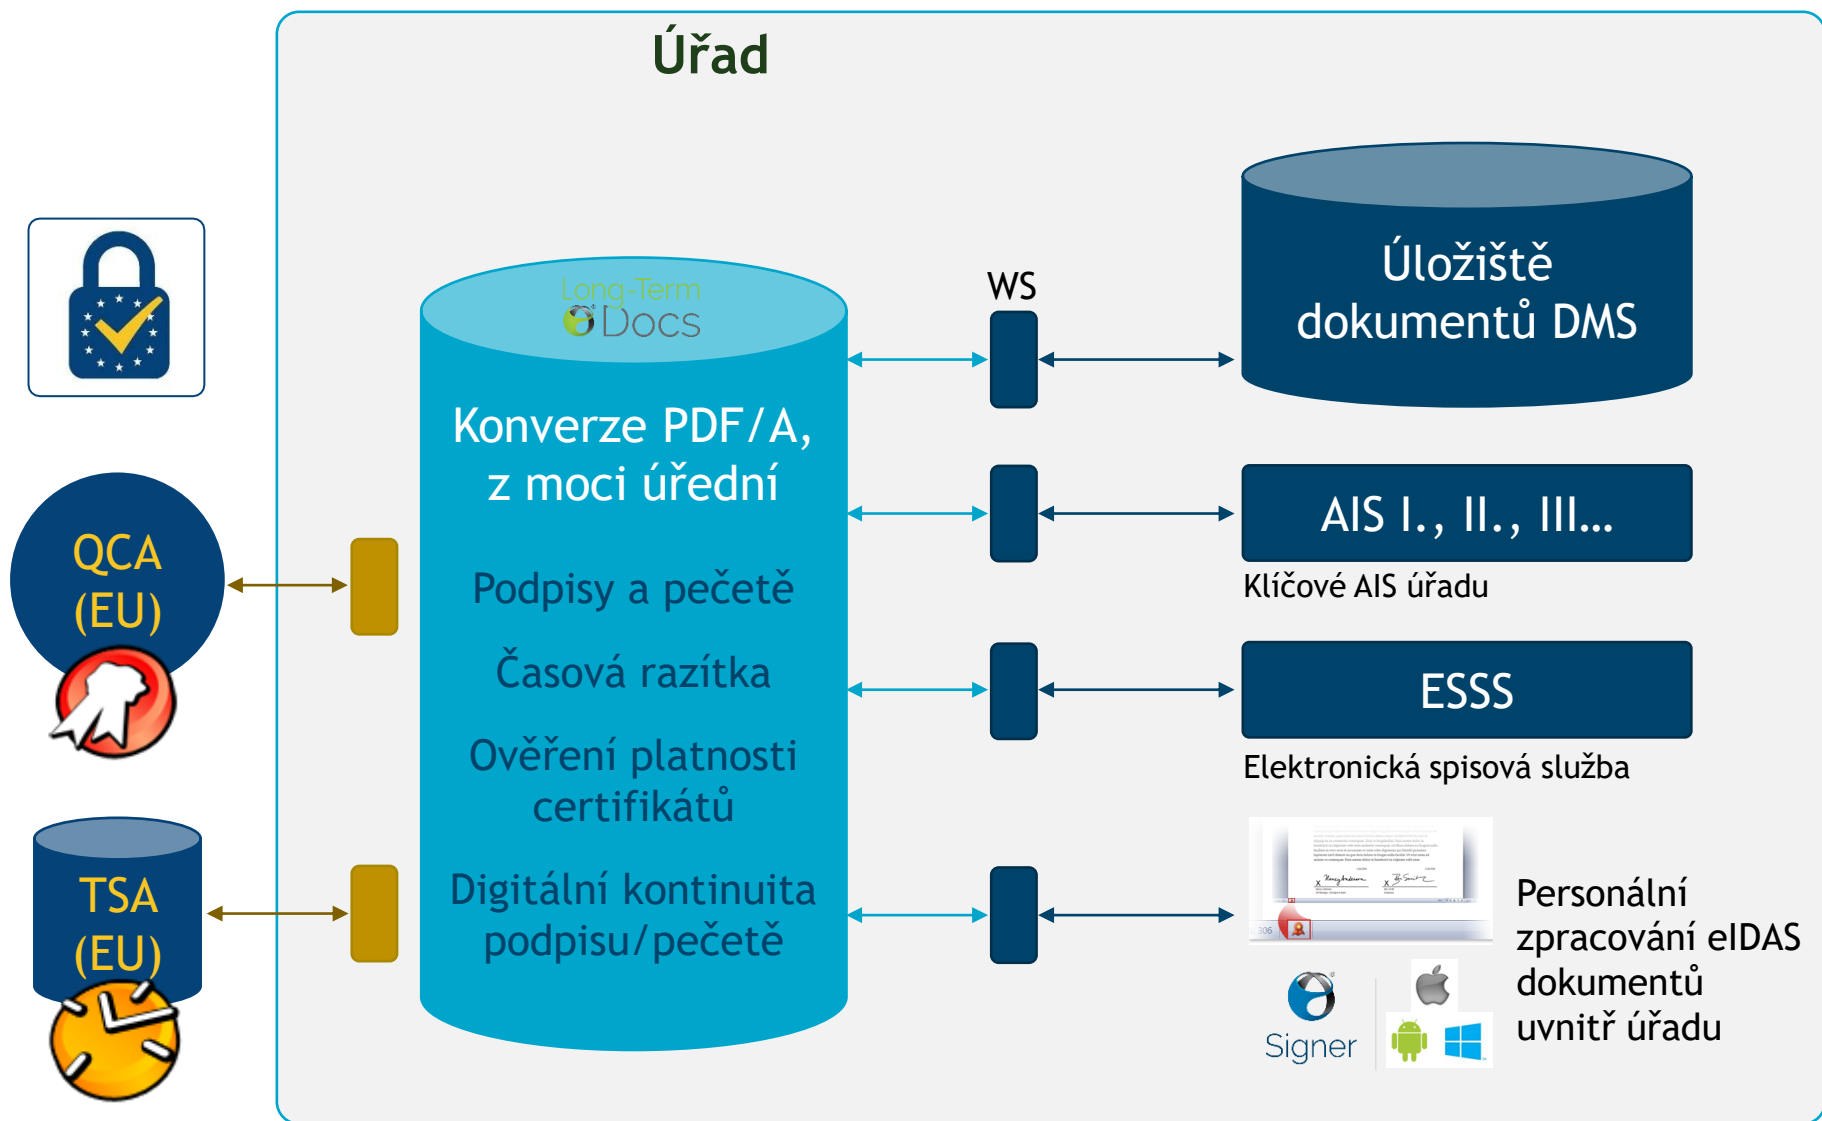 Úřad
Long-Term
Docs
Konverze PDF/A,
z moci úřední
Podpisy a pečetě
Časová razítka
Ověření platnosti
certifikátů
Digitální kontinuita
podpisu/pečetě
QCA
(EU)
TSA
(EU)
WS
Úložiště
dokumentů DMS
AIS I., II., III…
Klíčové AIS úřadu
ESSS
Elektronická spisová služba
306
Signer
Personální
zpracování eIDAS
dokumentů
uvnitř úřadu